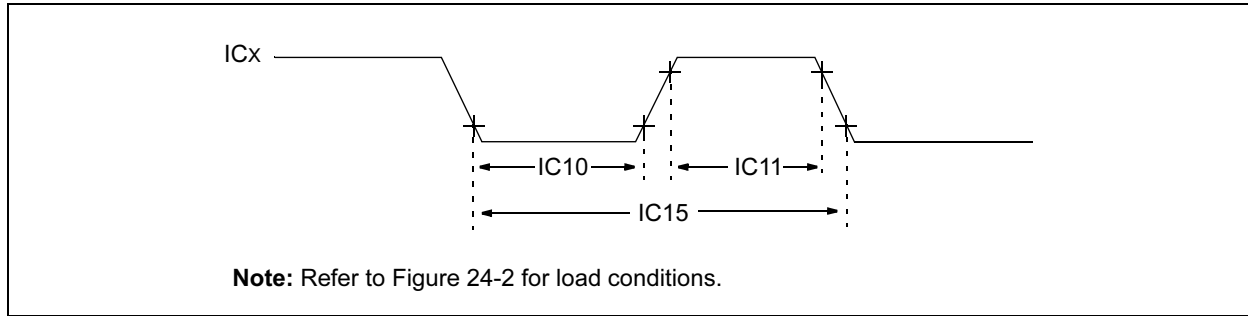 ICx
IC10
IC11
IC15
Note: Refer to Figure 24-2 for load conditions.